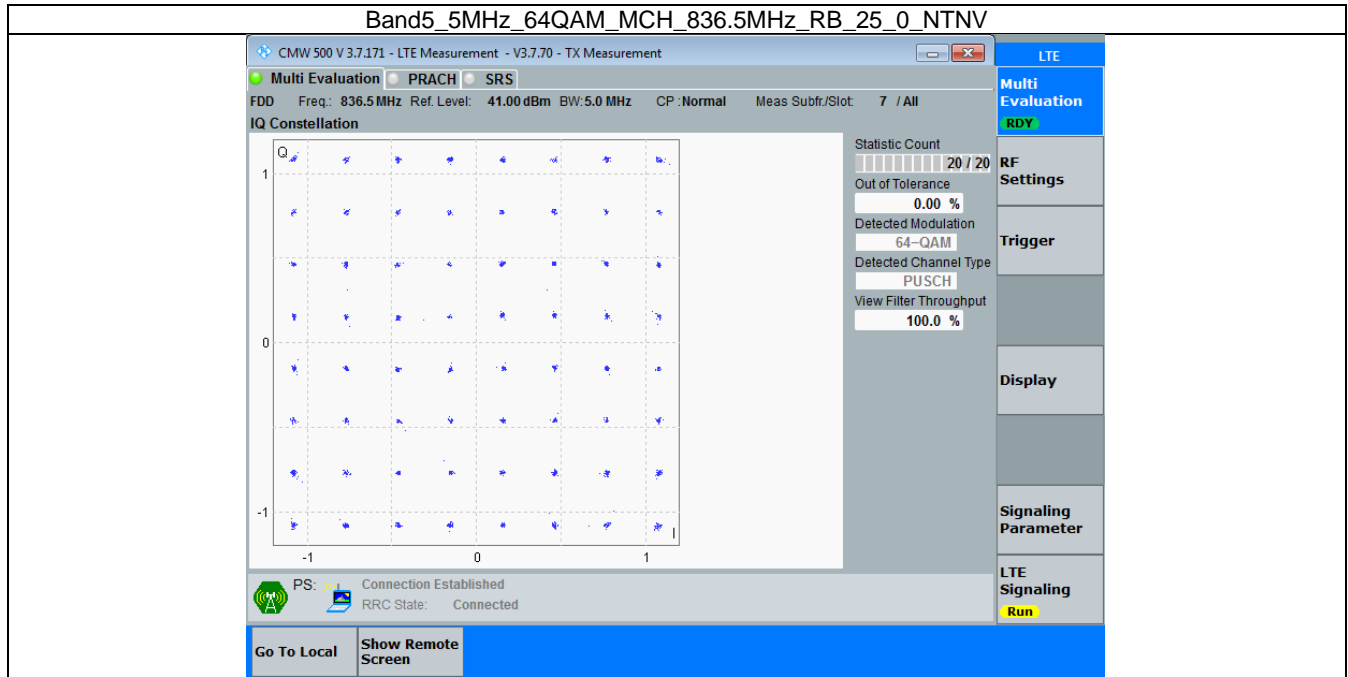 Band5_5MHz_64QAM_MCH_836.5MHz_RB_25_0_NTNV
CMW 500 V 3.7.171 - LTE Measurement - V3.7.70 - TX Measurement
LTE
Multi Evaluation PRACH SRS
Multi
Evaluation
RDY
FDD Freq.: 836.5 MHz Ref. Level: 41.00 dBm BW: 5.0 MHz CP : Normal Meas Subfr./Slot: 7 / All
IQ Constellation
Q
1
0
-1
-1 0 1
I
Statistic Count
20 / 20
Out of Tolerance
0.00 %
Detected Modulation
64-QAM
Detected Channel Type
PUSCH
View Filter Throughput
100.0 %
RF
Settings
Trigger
Display
Signaling
Parameter
LTE
Signaling
Run
PS: Connection Established
RRC State: Connected
Go To Local
Show Remote
Screen